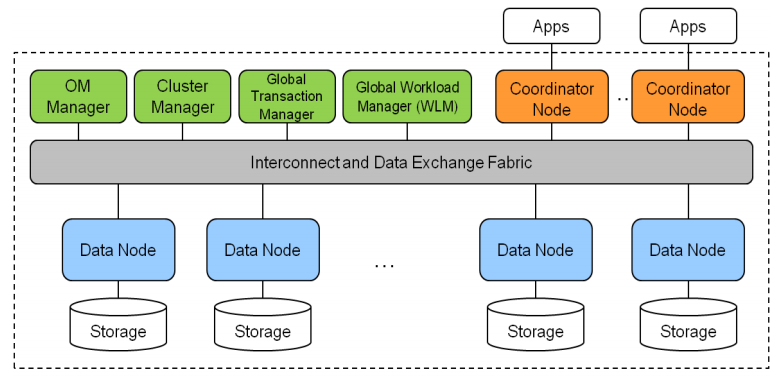 Apps
Apps
OM
Manager
Cluster
Manager
Global
Transaction
Manager
Global Workload
Manager (WLM)
Coordinator
Node
..
Coordinator
Node
Interconnect and Data Exchange Fabric
Data Node
Data Node
...
Data Node
Data Node
Storage
Storage
Storage
Storage